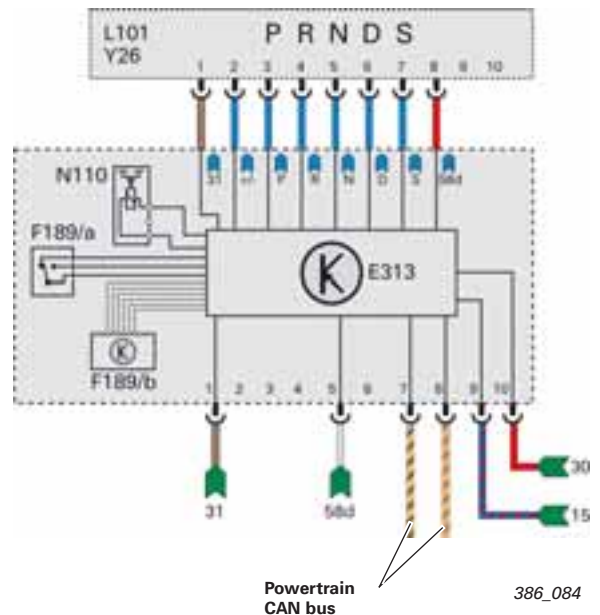 L101 P R N D S
Y26
1 2 3 4 5 6 7 8 9 10
31 +/- P R N D S 58d
N110
F189/a
K E313
K
F189/b
1 2 3 4 5 6 7 8 9 10
30
31 58d 15
Powertrain
CAN bus
386_084